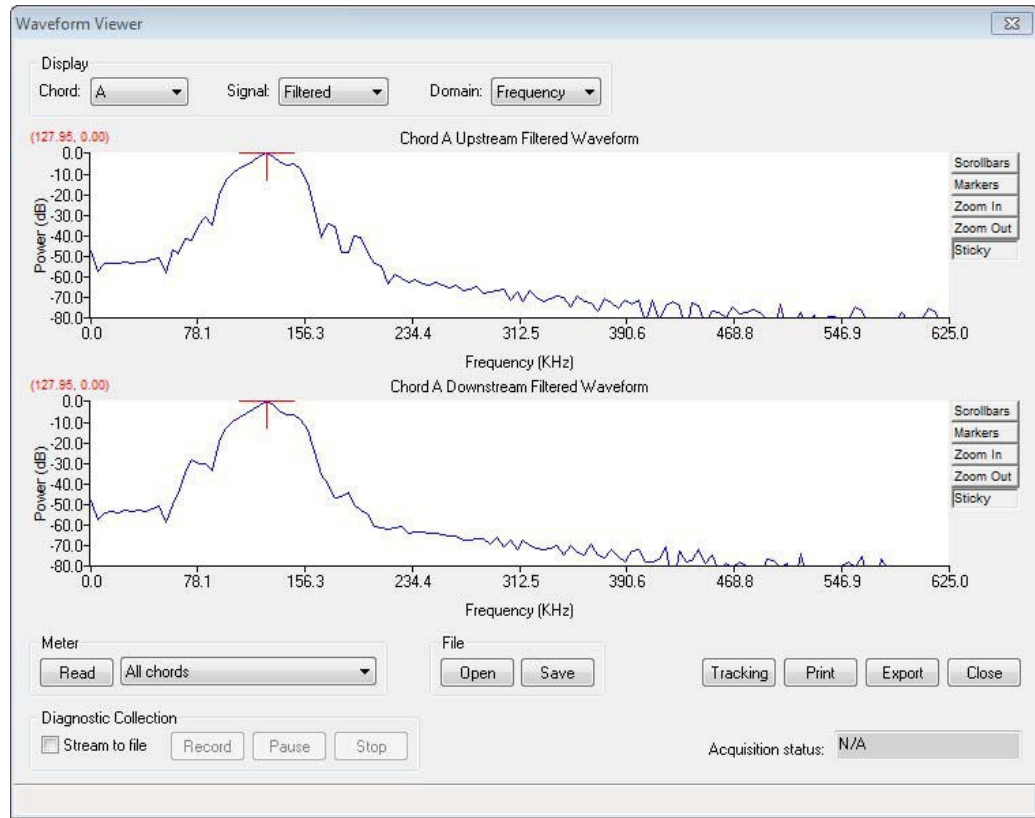 Waveform Viewer
Display
Chord: A Signal: Filtered Domain: Frequency
(127.95, 0.00) Chord A Upstream Filtered Waveform
Power (dB)
0.0
-10.0
-20.0
-30.0
-40.0
-50.0
-60.0
-70.0
-80.0
0.0 78.1 156.3 234.4 312.5 390.6 468.8 546.9 625.0
Frequency (KHz)
Scrollbars
Markers
Zoom In
Zoom Out
Sticky
(127.95, 0.00) Chord A Downstream Filtered Waveform
Power (dB)
0.0
-10.0
-20.0
-30.0
-40.0
-50.0
-60.0
-70.0
-80.0
0.0 78.1 156.3 234.4 312.5 390.6 468.8 546.9 625.0
Frequency (KHz)
Scrollbars
Markers
Zoom In
Zoom Out
Sticky
Meter
Read All chords
File
Open Save
Tracking Print Export Close
Diagnostic Collection
Stream to file Record Pause Stop
Acquisition status: N/A